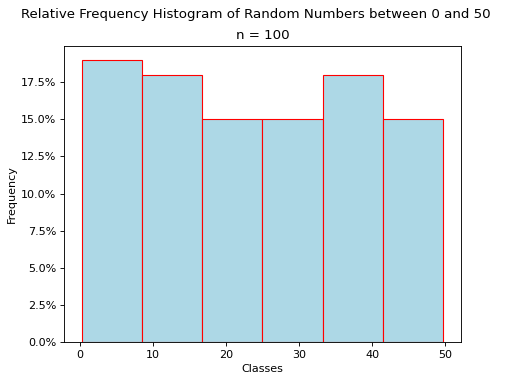 Relative Frequency Histogram of Random Numbers between 0 and 50
n = 100
17.5%
15.0%
12.5%
10.0%
7.5%
5.0%
2.5%
0.0%
Frequency
0 10 20 30 40 50
Classes